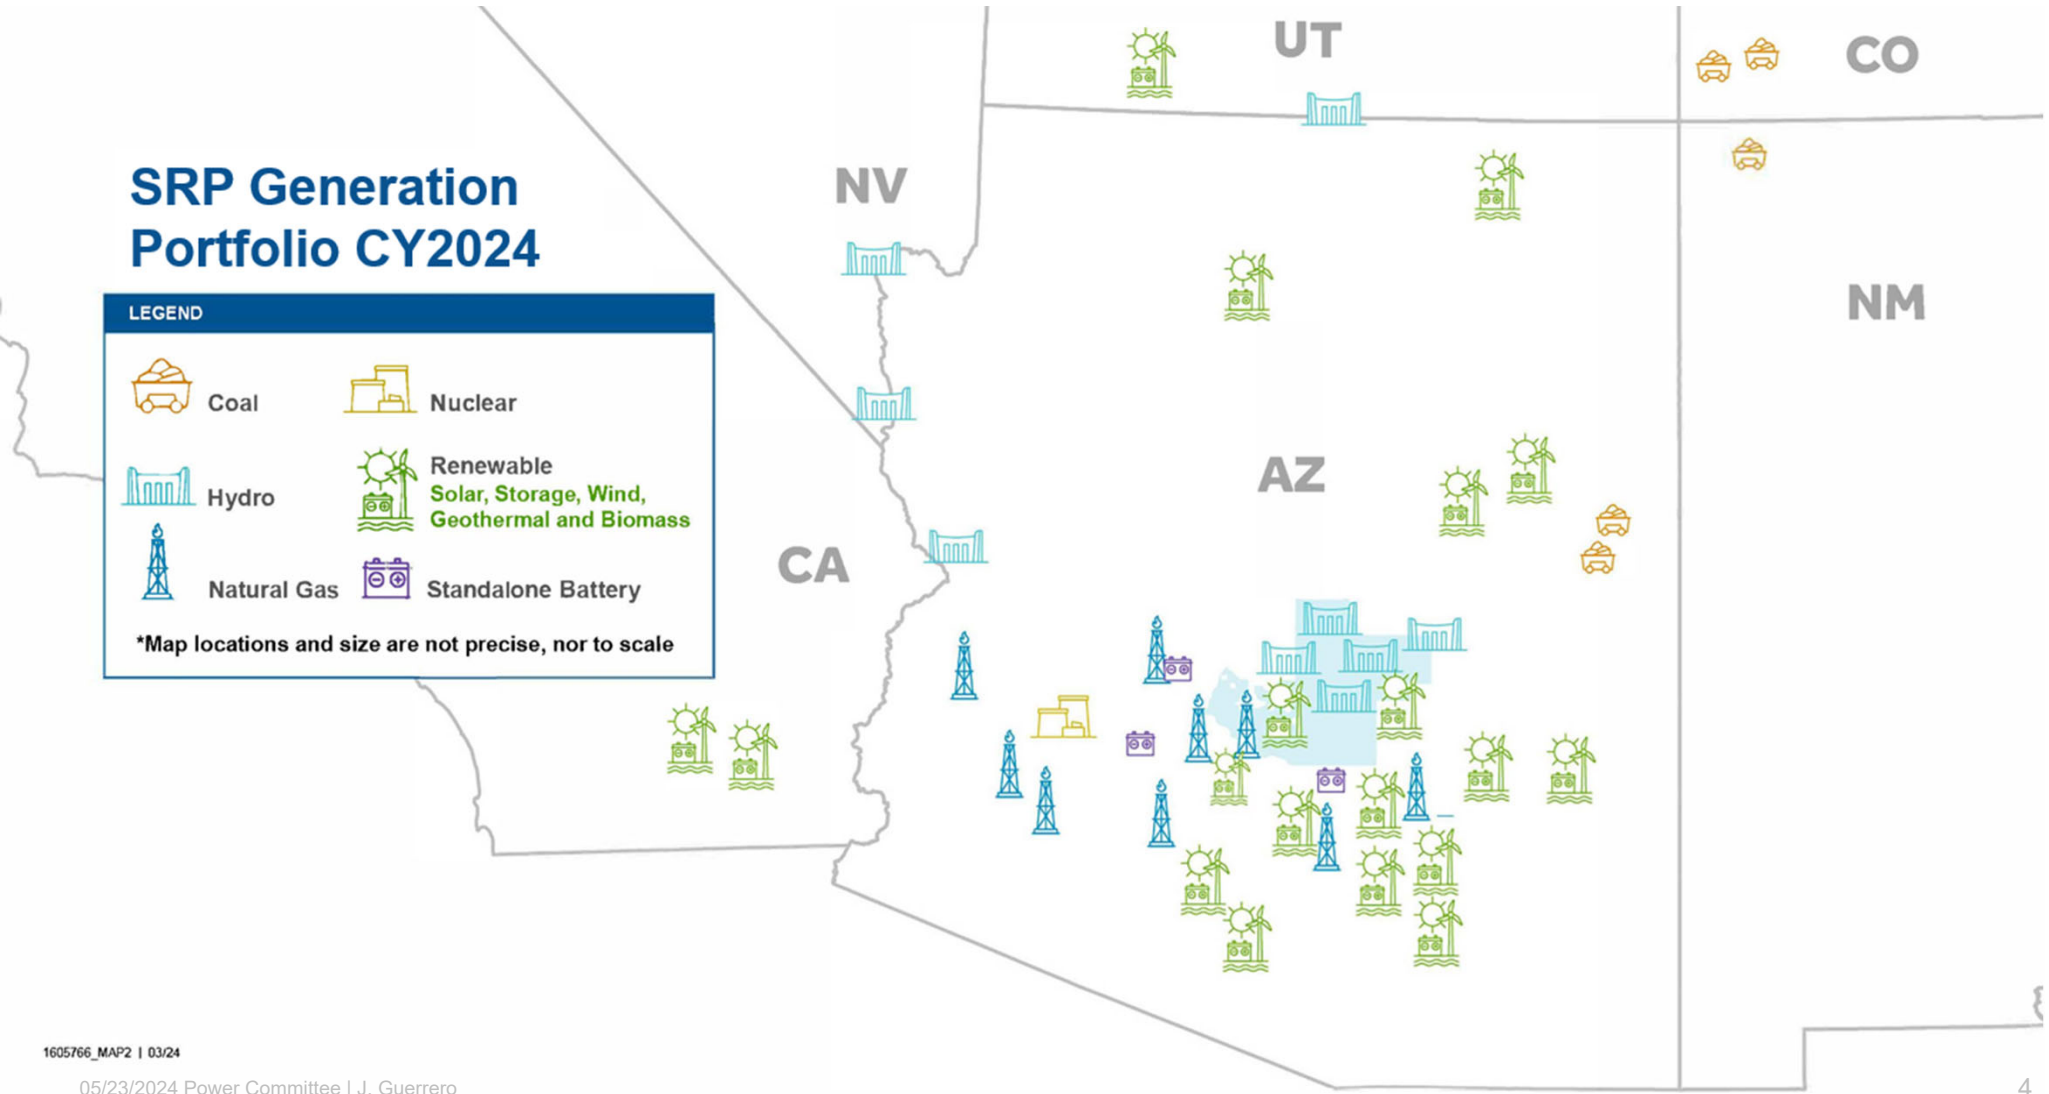 UT
CO
SRP Generation
Portfolio CY2024
NV
NM
LEGEND
Coal
Nuclear
Hydro
Renewable
Solar, Storage, Wind,
Geothermal and Biomass
Natural Gas
Standalone Battery
*Map locations and size are not precise, nor to scale
AZ
CA
1605766_MAP2 | 03/24
05/23/2024 Power Committee | J. Guerrero
4